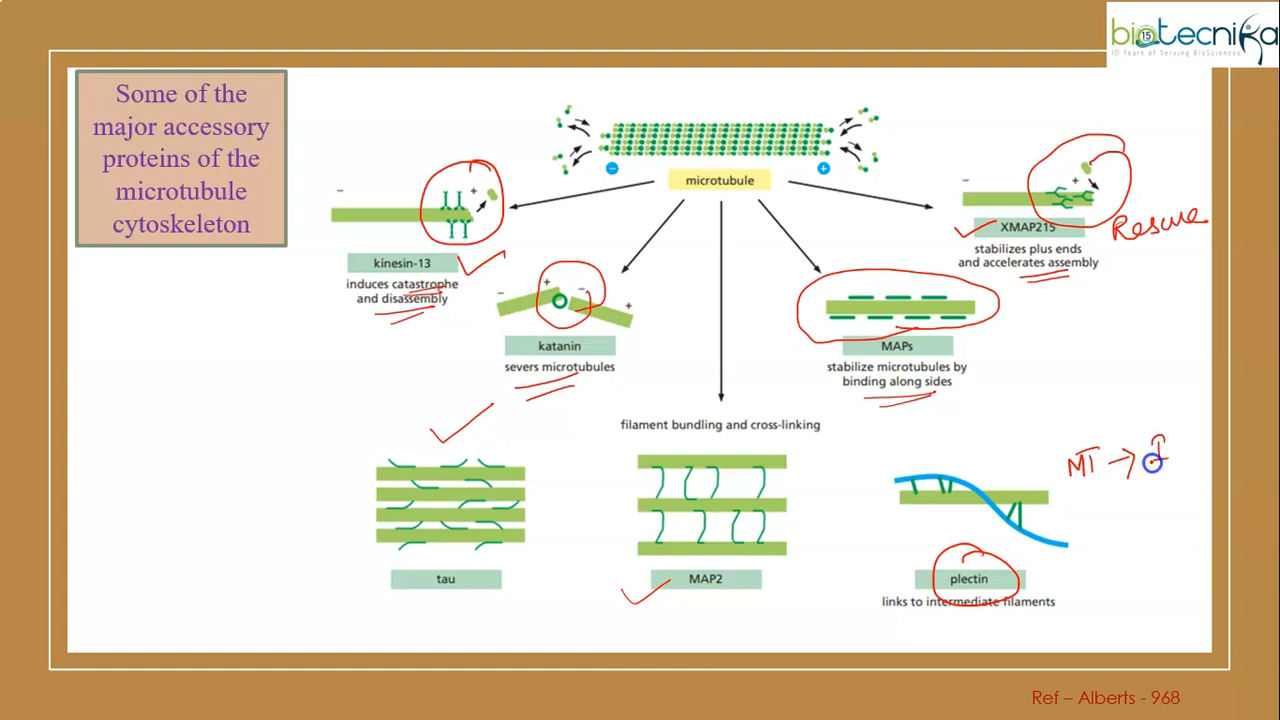 biotecnika
15
15 Years of Serving BioSciences
Some of the
major accessory
proteins of the
microtubule
cytoskeleton
−
+
microtubule
−
+
kinesin-13
induces catastrophe
and disassembly
−
+
−
+
katanin
severs microtubules
MAPs
stabilize microtubules by
binding along sides
−
+
XMAP215
Rescue
stabilizes plus ends
and accelerates assembly
filament bundling and cross-linking
tau
MAP2
MT → I
plectin
links to intermediate filaments
Ref – Alberts - 968